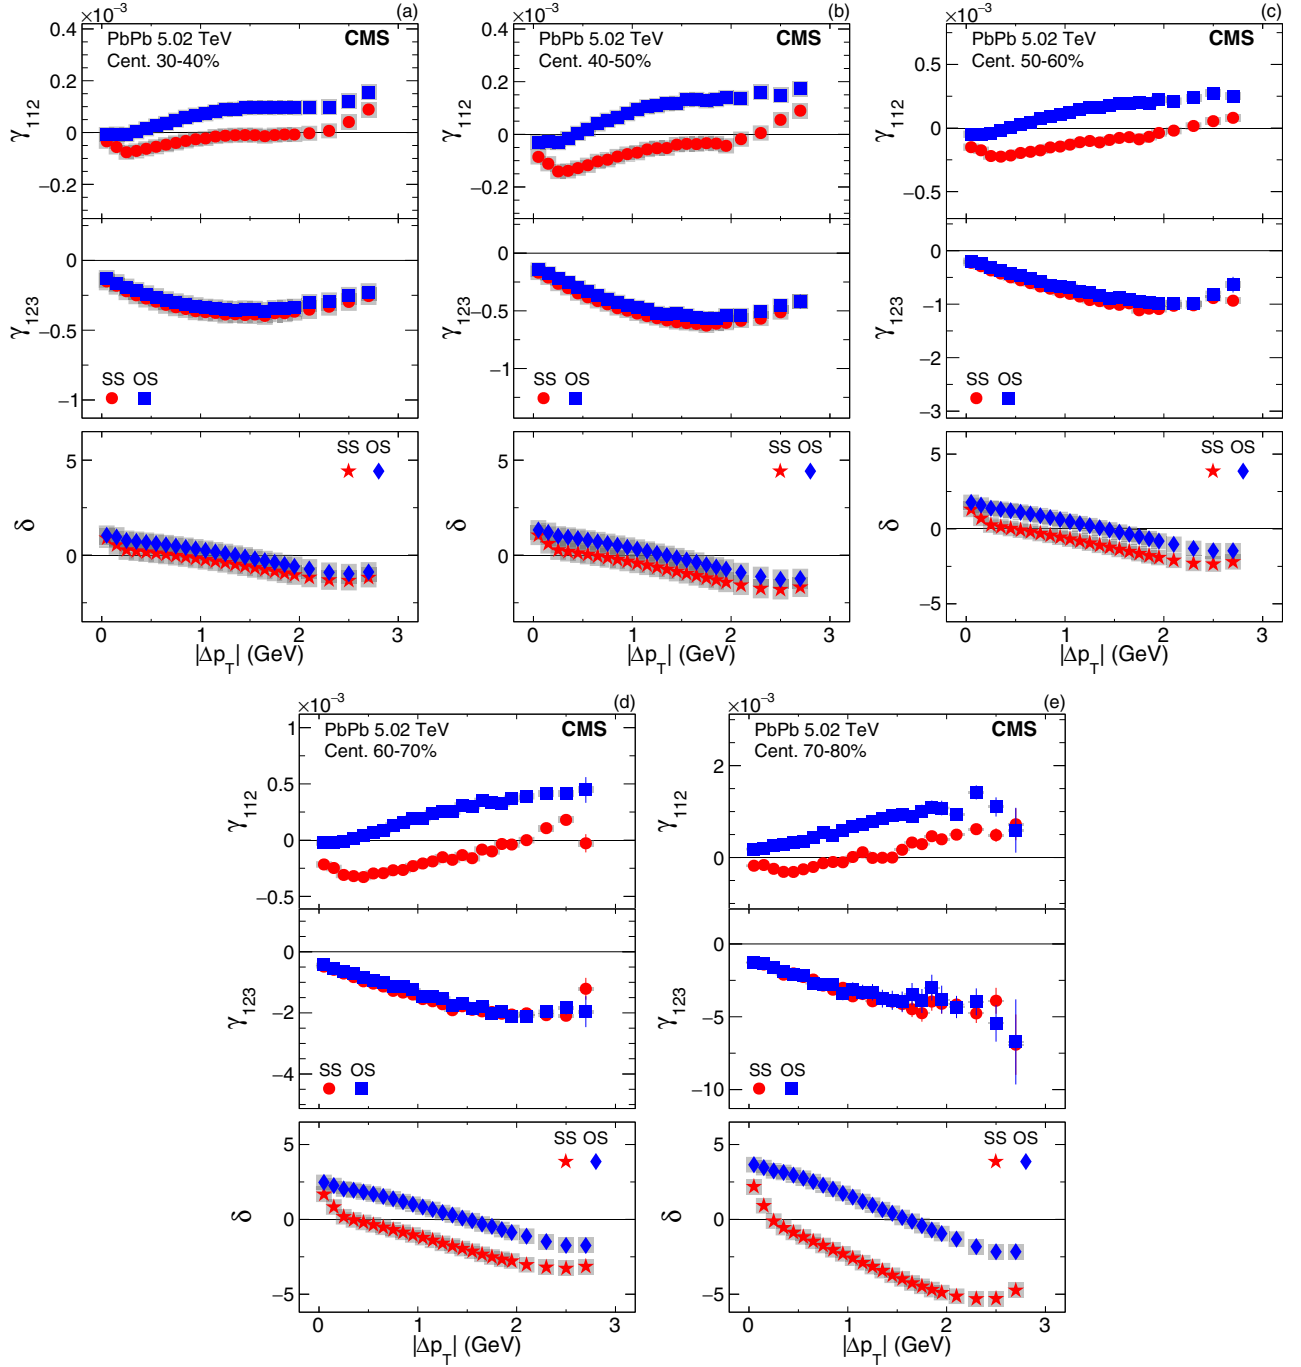 ×10⁻³ (a)
PbPb 5.02 TeV CMS
Cent. 30-40%
0.4
0.2
0
−0.2
γ112
0
−0.5
−1
γ123
SS OS
SS OS
5
0
δ
0 1 2 3
|ΔpT| (GeV)
×10⁻³ (b)
PbPb 5.02 TeV CMS
Cent. 40-50%
0.4
0.2
0
−0.2
γ112
0
−0.5
−1
γ123
SS OS
SS OS
5
0
δ
0 1 2 3
|ΔpT| (GeV)
×10⁻³ (c)
PbPb 5.02 TeV CMS
Cent. 50-60%
0.5
0
−0.5
γ112
0
−1
−2
−3
γ123
SS OS
SS OS
5
0
−5
δ
0 1 2 3
|ΔpT| (GeV)
×10⁻³ (d)
PbPb 5.02 TeV CMS
Cent. 60-70%
1
0.5
0
−0.5
γ112
0
−2
−4
γ123
SS OS
SS OS
5
0
−5
δ
0 1 2 3
|ΔpT| (GeV)
×10⁻³ (e)
PbPb 5.02 TeV CMS
Cent. 70-80%
2
0
γ112
0
−5
−10
γ123
SS OS
SS OS
5
0
−5
δ
0 1 2 3
|ΔpT| (GeV)